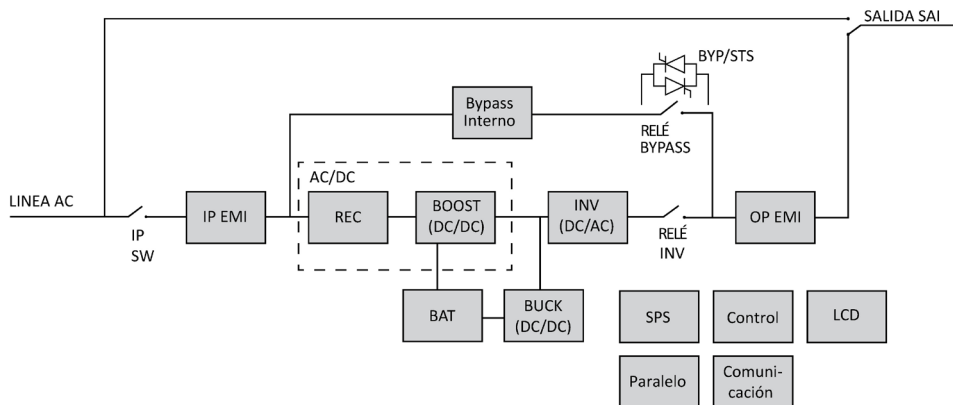 SALIDA SAI
BYP/STS
Bypass
Interno
RELÉ
BYPASS
AC/DC
LINEA AC
IP EMI
REC
BOOST
(DC/DC)
INV
(DC/AC)
OP EMI
IP
SW
RELÉ
INV
BAT
BUCK
(DC/DC)
SPS
Control
LCD
Paralelo
Comuni-
cación